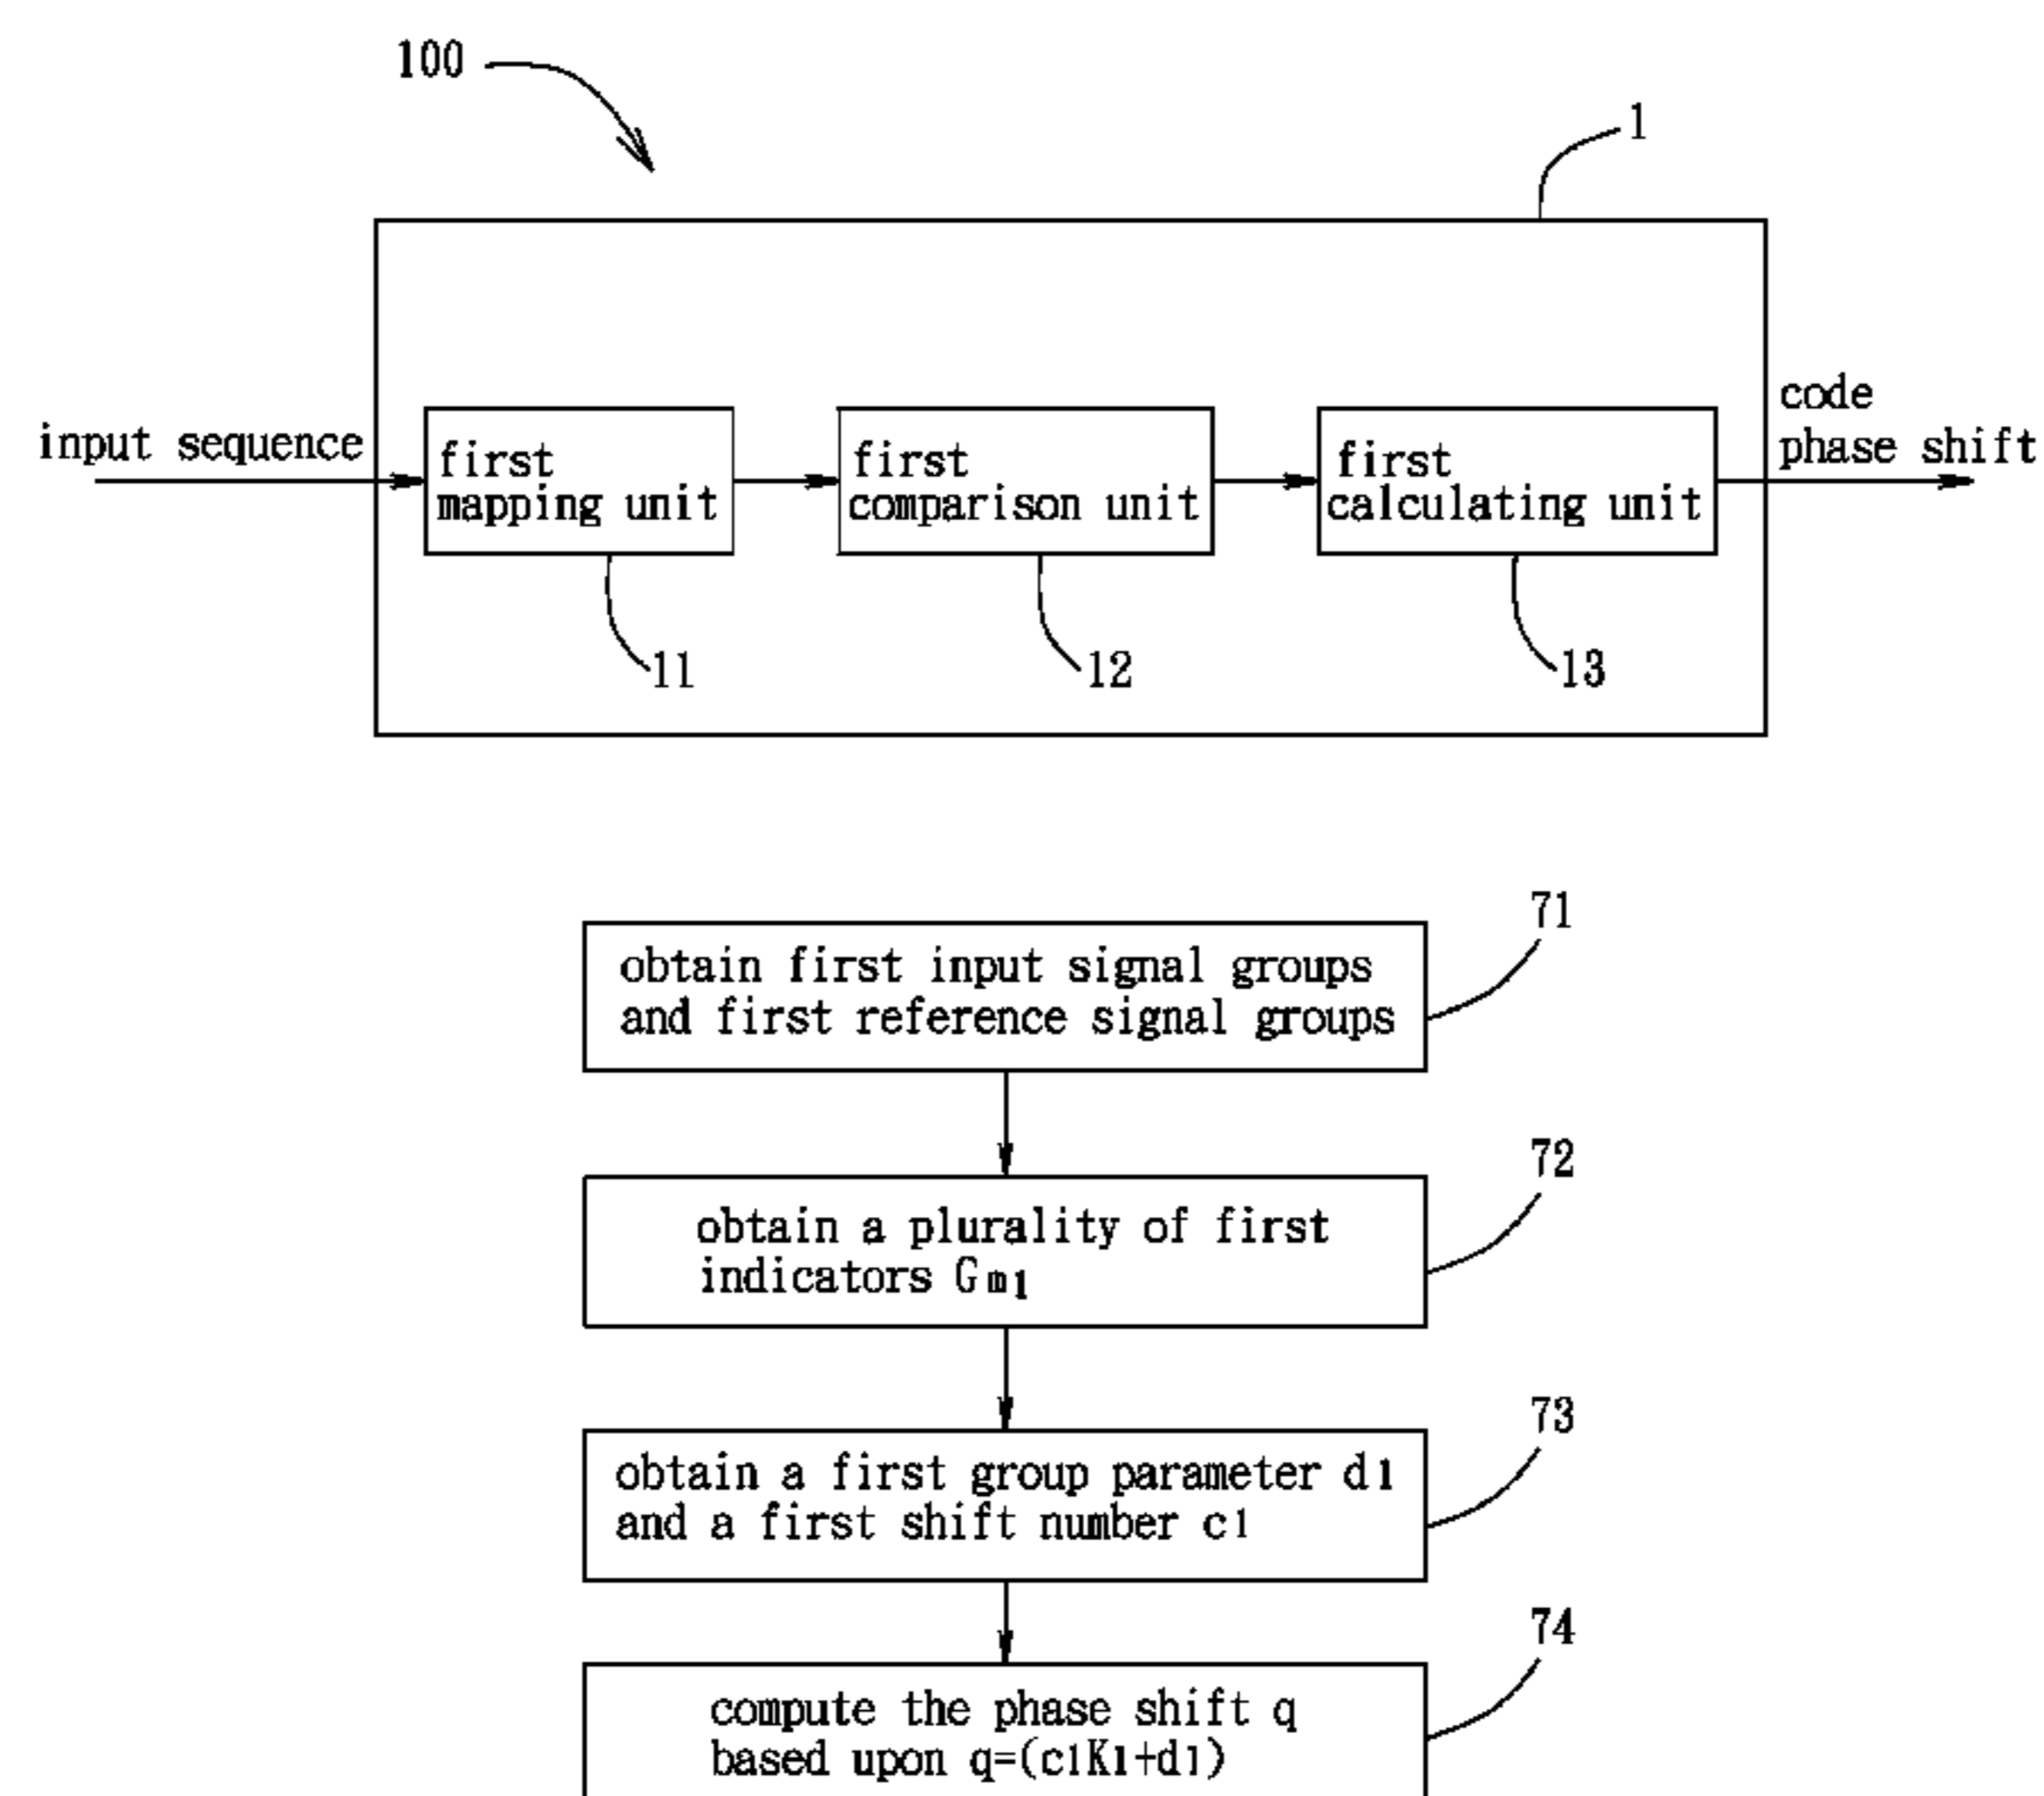 100
1
input sequence
first
mapping unit
first
comparison unit
first
calculating unit
code
phase shift
11
12
13
71
obtain first input signal groups
and first reference signal groups
72
obtain a plurality of first
indicators Gm1
73
obtain a first group parameter d1
and a first shift number c1
74
compute the phase shift q
based upon q=(c1K1+d1)